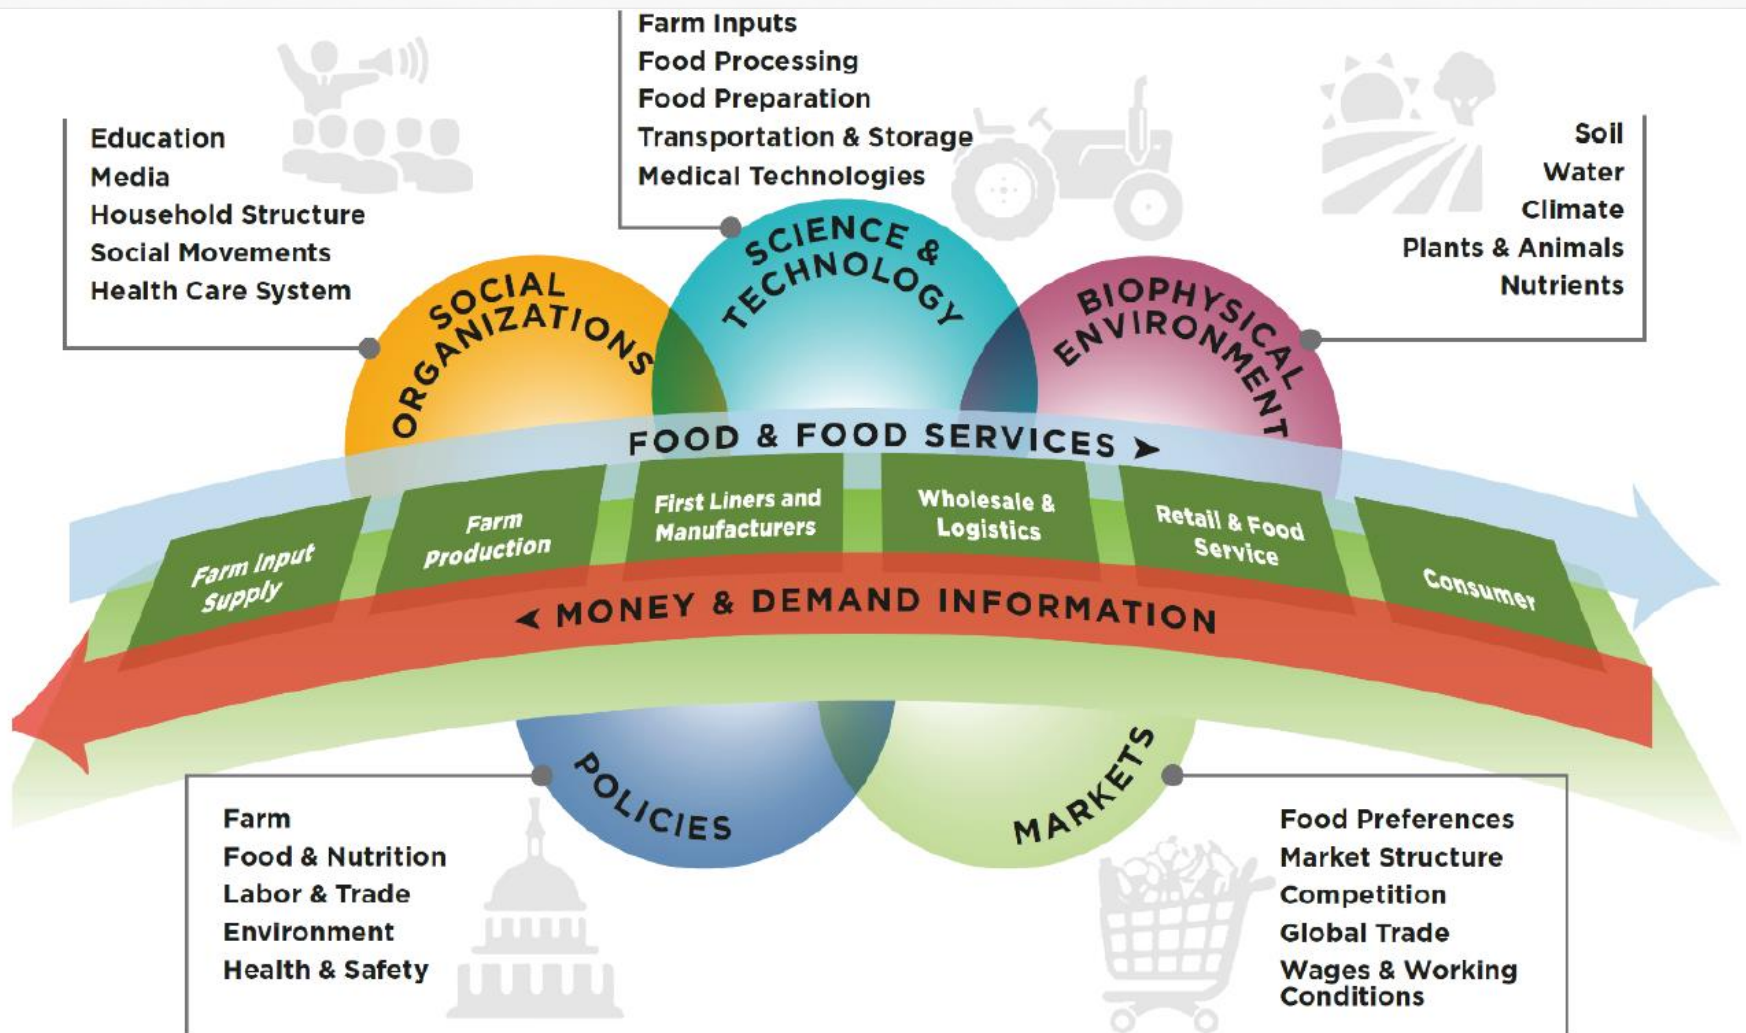 Farm Inputs
Food Processing
Food Preparation
Transportation & Storage
Medical Technologies
Education
Media
Household Structure
Social Movements
Health Care System
Soil
Water
Climate
Plants & Animals
Nutrients
SOCIAL
ORGANIZATIONS
SCIENCE &
TECHNOLOGY
BIOPHYSICAL
ENVIRONMENT
FOOD & FOOD SERVICES
Farm Input
Supply
Farm
Production
First Liners and
Manufacturers
Wholesale &
Logistics
Retail & Food
Service
Consumer
MONEY & DEMAND INFORMATION
POLICIES
MARKETS
Farm
Food & Nutrition
Labor & Trade
Environment
Health & Safety
Food Preferences
Market Structure
Competition
Global Trade
Wages & Working
Conditions